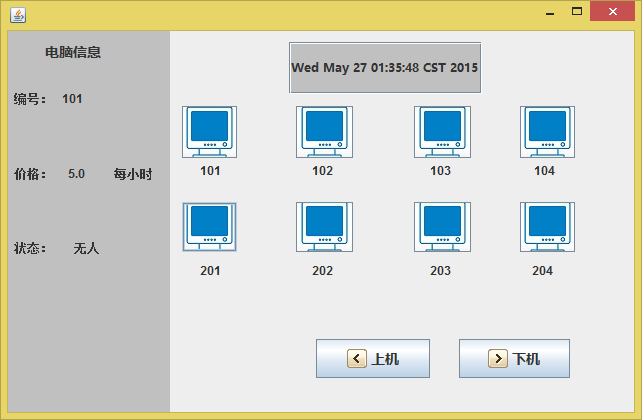 电脑信息
编号： 101
价格： 5.0 每小时
状态： 无人
Wed May 27 01:35:48 CST 2015
101 102 103 104
201 202 203 204
上机 下机